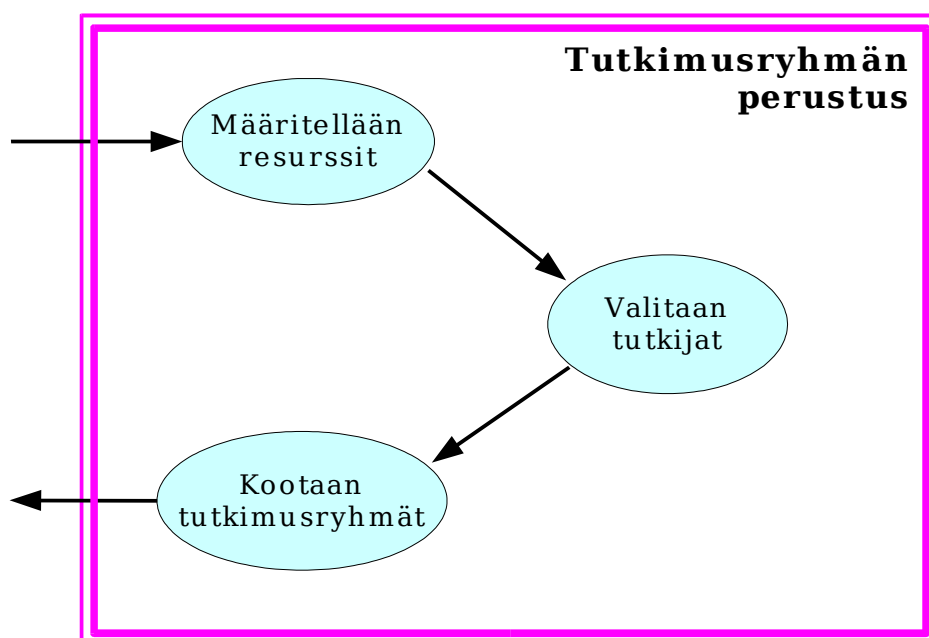 Tutkimusryhmän
perustus
Määritellään
resurssit
Valitaan
tutkijat
Kootaan
tutkimusryhmät